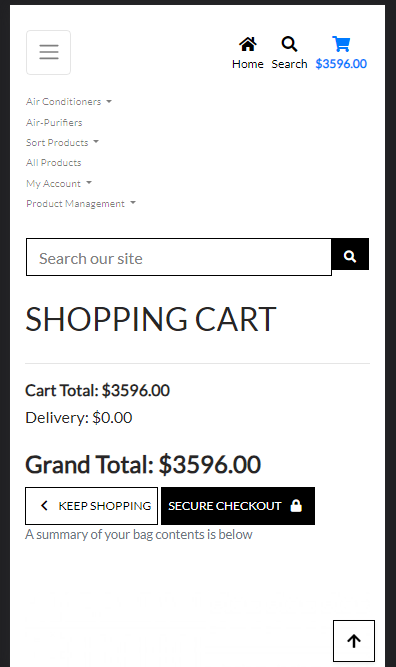 Home Search $3596.00
Air Conditioners
Air-Purifiers
Sort Products
All Products
My Account
Product Management
Search our site
SHOPPING CART
Cart Total: $3596.00
Delivery: $0.00
Grand Total: $3596.00
KEEP SHOPPING SECURE CHECKOUT
A summary of your bag contents is below